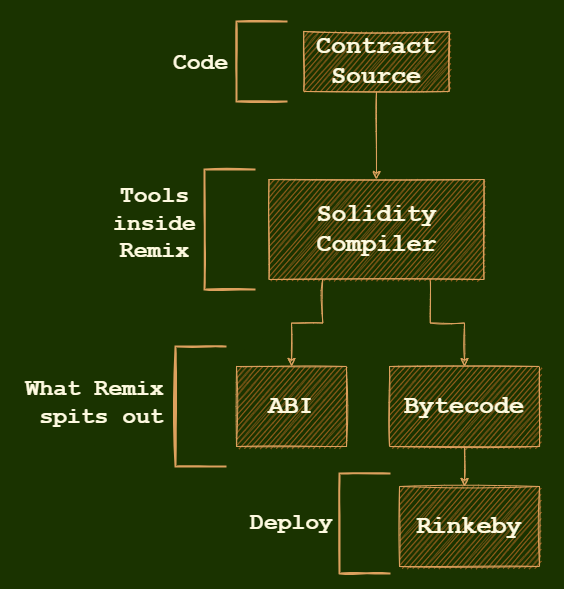 Code
Contract
Source
Tools
inside
Remix
Solidity
Compiler
What Remix
spits out
ABI
Bytecode
Deploy
Rinkeby